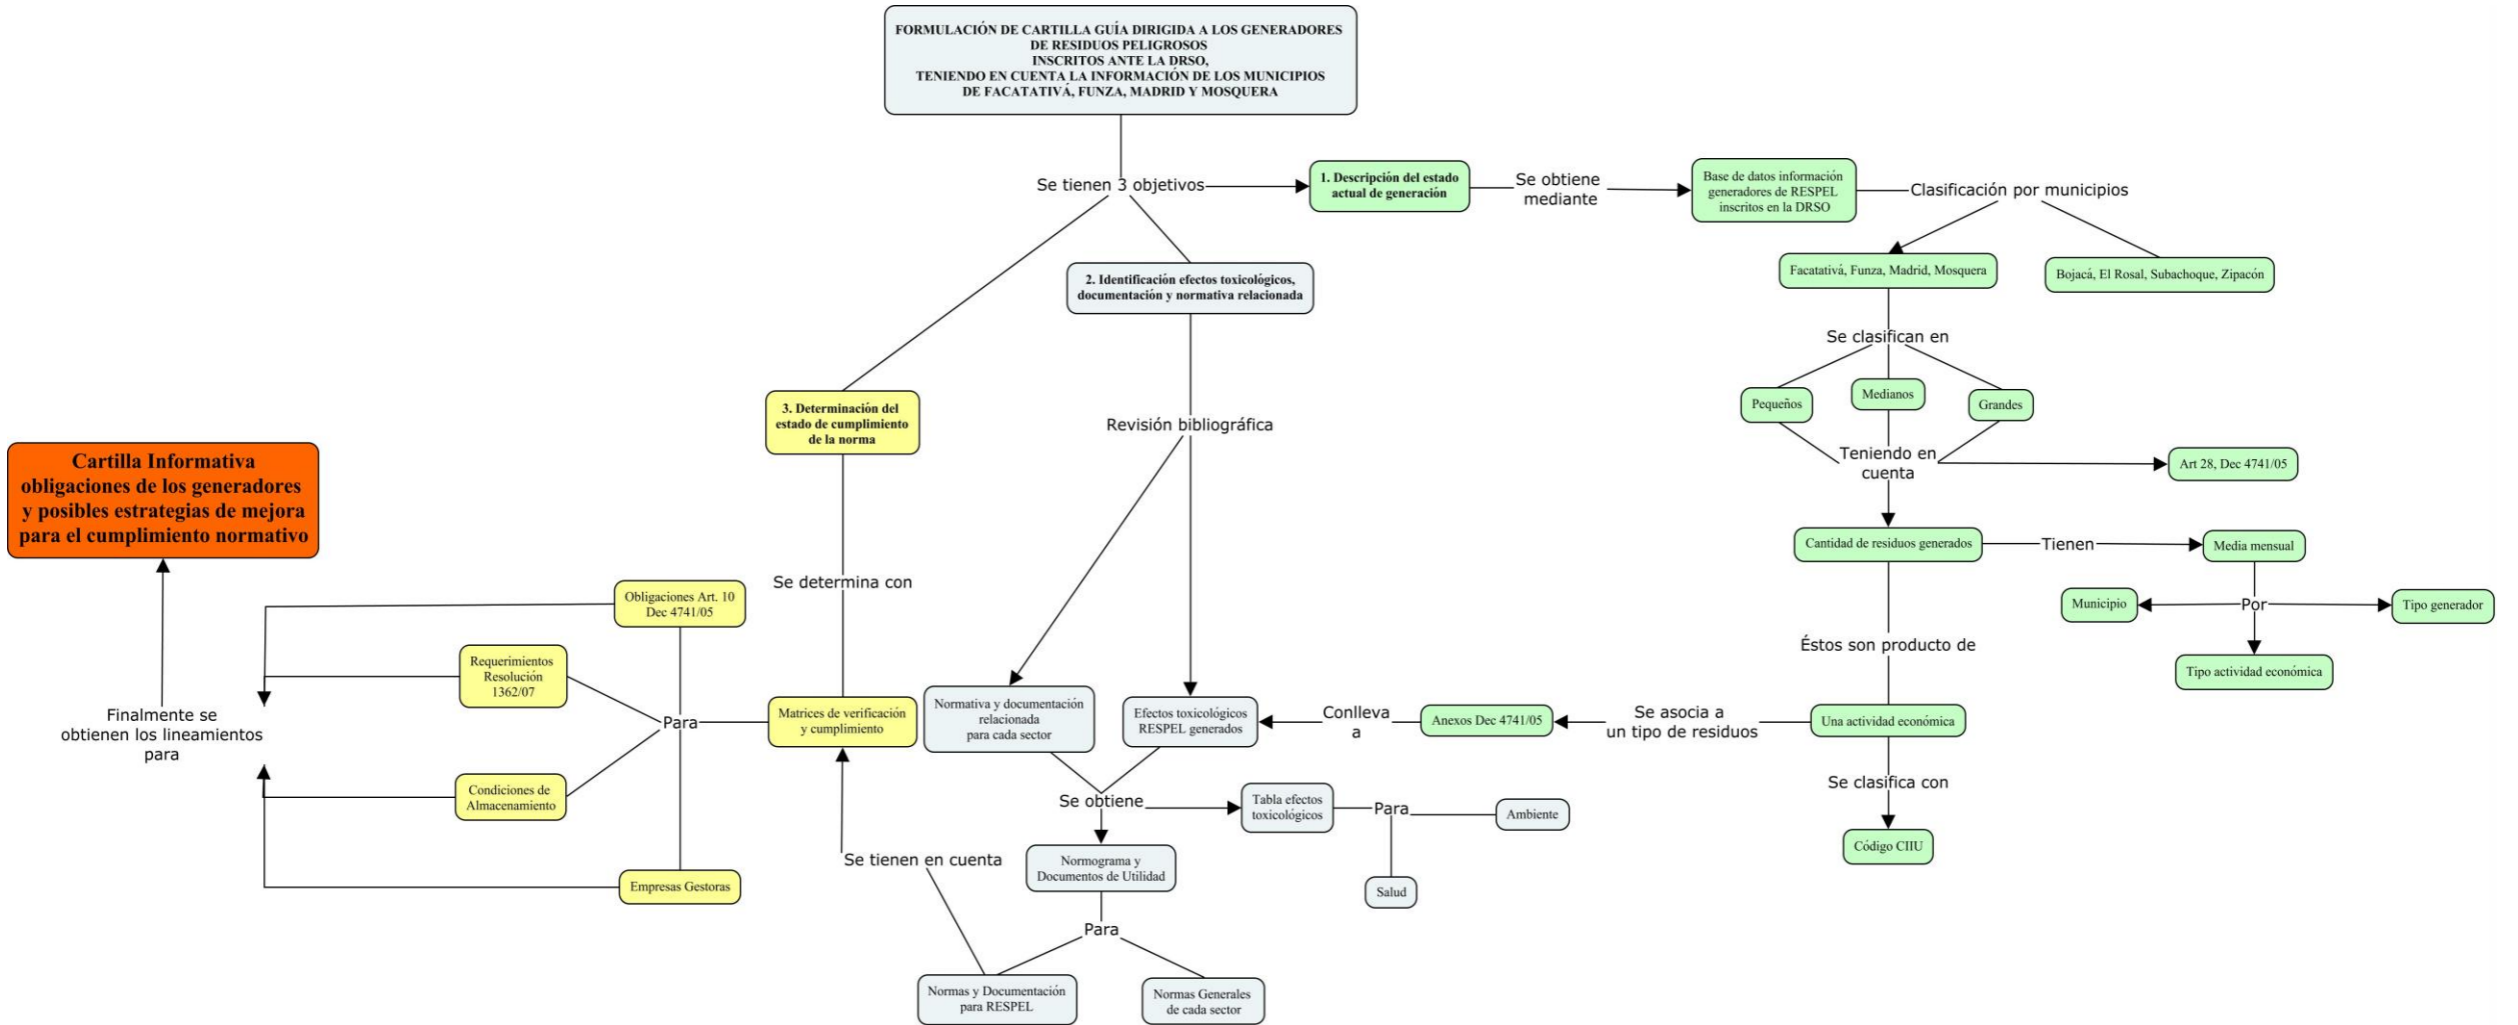 FORMULACIÓN DE CARTILLA GUÍA DIRIGIDA A LOS GENERADORES
DE RESIDUOS PELIGROSOS
INSCRITOS ANTE LA DRSO,
TENIENDO EN CUENTA LA INFORMACIÓN DE LOS MUNICIPIOS
DE FACATATIVÁ, FUNZA, MADRID Y MOSQUERA
Se tienen 3 objetivos
1. Descripción del estado
actual de generación
Se obtiene
mediante
Base de datos información
generadores de RESPEL
inscritos en la DRSO
Clasificación por municipios
Facatativá, Funza, Madrid, Mosquera
Bojacá, El Rosal, Subachoque, Zipacón
Se clasifican en
Pequeños
Medianos
Grandes
Teniendo en
cuenta
Art 28, Dec 4741/05
Cantidad de residuos generados
Tienen
Media mensual
Por
Municipio
Tipo generador
Tipo actividad económica
Éstos son producto de
Una actividad económica
Se clasifica con
Código CIIU
Se asocia a
un tipo de residuos
Anexos Dec 4741/05
Conlleva
a
2. Identificación efectos toxicológicos,
documentación y normativa relacionada
Revisión bibliográfica
Normativa y documentación
relacionada
para cada sector
Efectos toxicológicos
RESPEL generados
Se obtiene
Tabla efectos
toxicológicos
Para
Ambiente
Salud
Normograma y
Documentos de Utilidad
Para
Normas y Documentación
para RESPEL
Normas Generales
de cada sector
Se tienen en cuenta
3. Determinación del
estado de cumplimiento
de la norma
Se determina con
Matrices de verificación
y cumplimiento
Para
Obligaciones Art. 10
Dec 4741/05
Requerimientos
Resolución
1362/07
Condiciones de
Almacenamiento
Empresas Gestoras
Finalmente se
obtienen los lineamientos
para
Cartilla Informativa
obligaciones de los generadores
y posibles estrategias de mejora
para el cumplimiento normativo